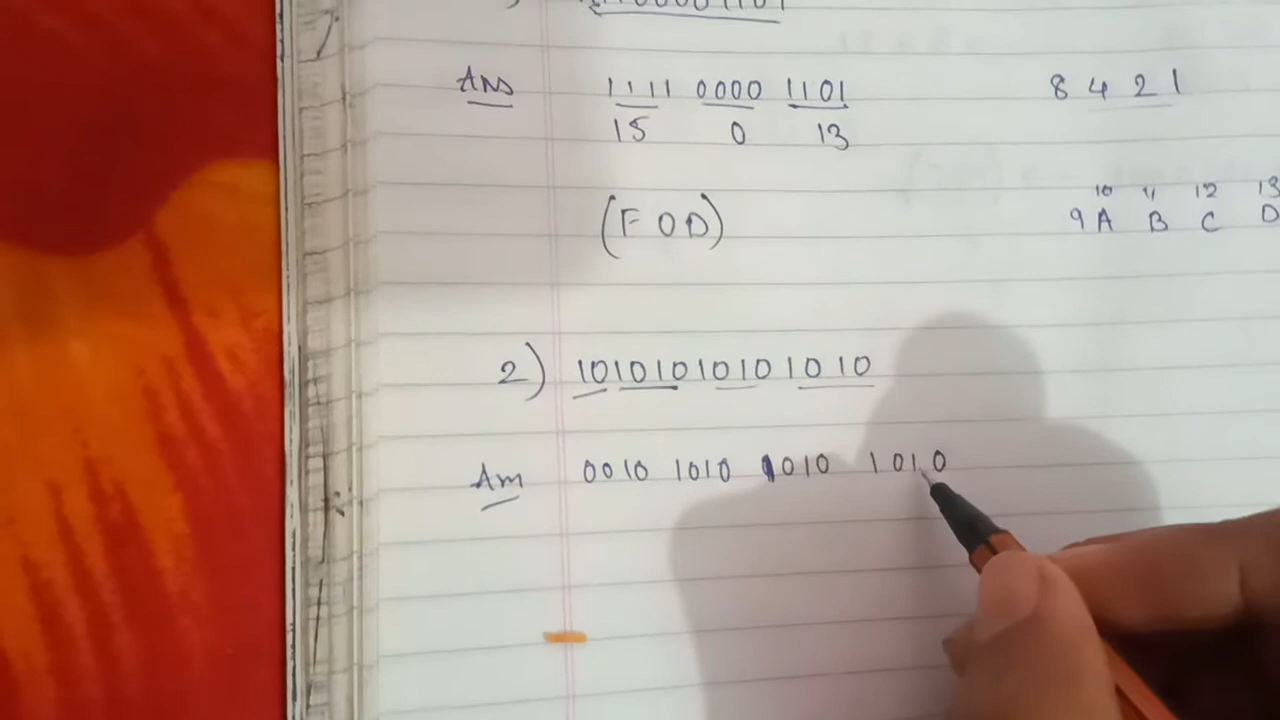 Ans 1111 0000 1101 8 4 2 1
15 0 13
10 11 12 13
(F 0 D) 9 A B C D
2) 10101010101010
Ans 0010 1010 1010 1010